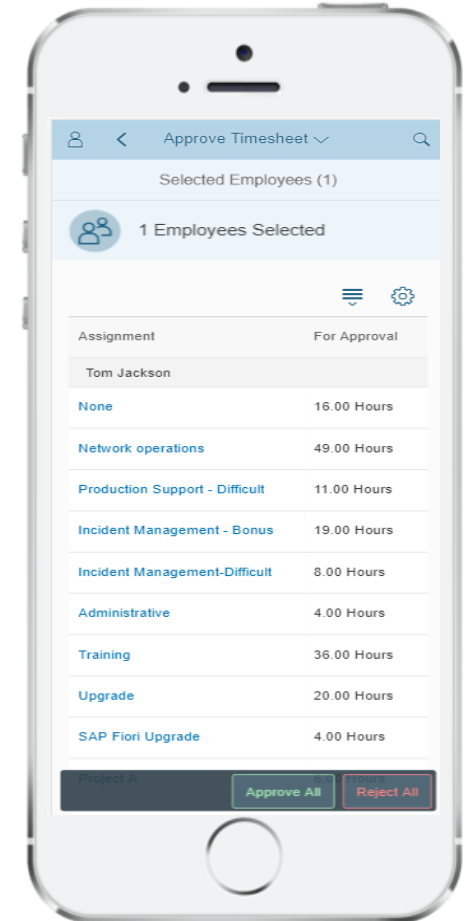 Approve Timesheet
Selected Employees (1)
1 Employees Selected
Assignment For Approval
Tom Jackson
None 16.00 Hours
Network operations 49.00 Hours
Production Support - Difficult 11.00 Hours
Incident Management - Bonus 19.00 Hours
Incident Management-Difficult 8.00 Hours
Administrative 4.00 Hours
Training 36.00 Hours
Upgrade 20.00 Hours
SAP Fiori Upgrade 4.00 Hours
Project A 6.00 Hours
Approve All Reject All